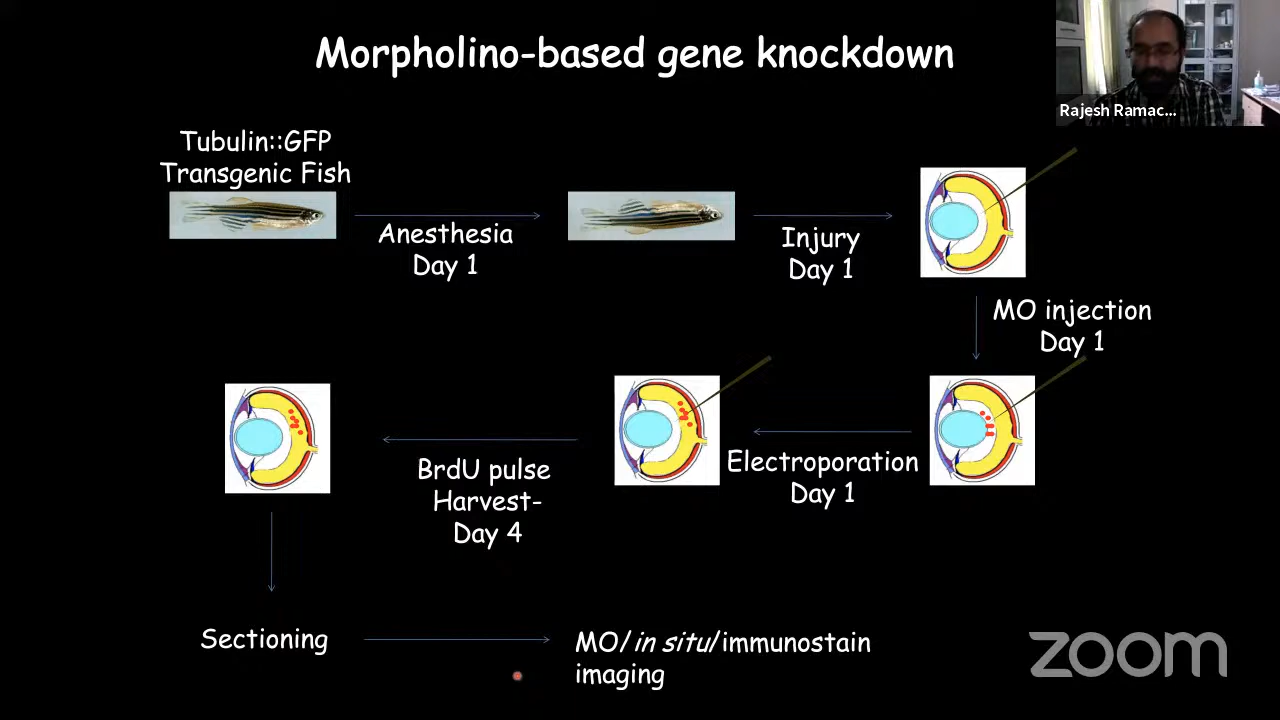 Morpholino-based gene knockdown
Rajesh Ramac...
Tubulin::GFP
Transgenic Fish
Anesthesia
Day 1
Injury
Day 1
MO injection
Day 1
Electroporation
Day 1
BrdU pulse
Harvest-
Day 4
Sectioning
MO/in situ/immunostain
imaging
zoom